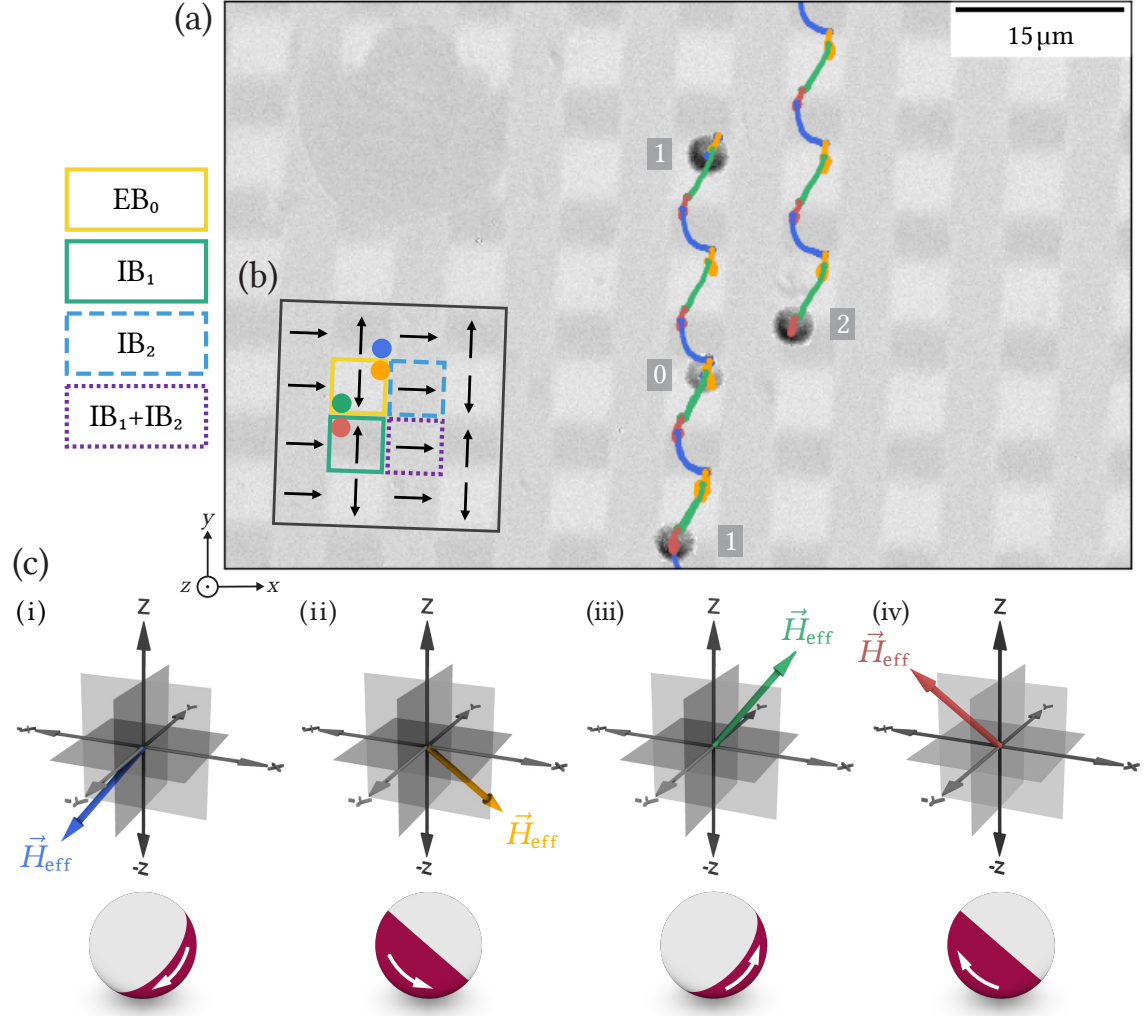 (a)
15 μm
EB₀
IB₁
IB₂
IB₁+IB₂
(b)
1
2
0
1
y
z
x
(c)
(i)
(ii)
(iii)
(iv)
Z
-X
Y
X
-Y
-Z
H⃗eff
Z
-X
Y
X
-Y
-Z
H⃗eff
Z
-X
Y
X
-Y
-Z
H⃗eff
Z
Y
X
-Y
-Z
H⃗eff